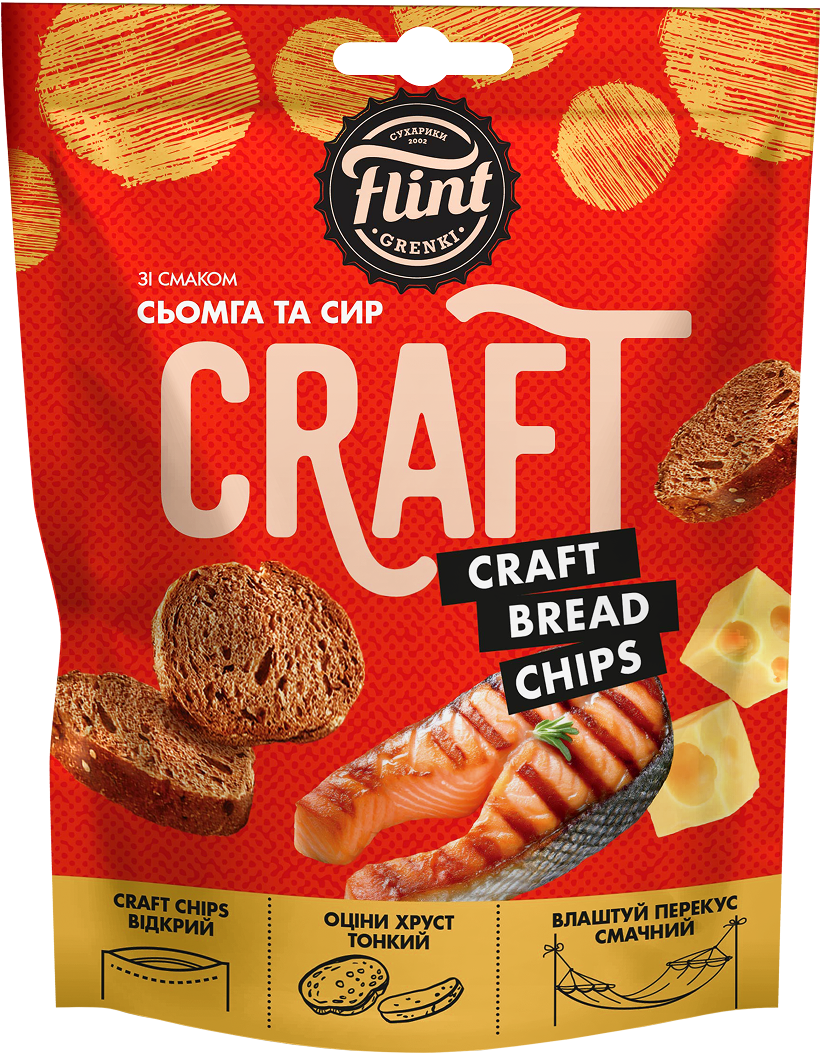 СУХАРИКИ
2002
flint
• GRENKI •
ЗІ СМАКОМ
СЬОМГА ТА СИР
CRAFT
CRAFT
BREAD
CHIPS
CRAFT CHIPS
ВІДКРИЙ
ОЦІНИ ХРУСТ
ТОНКИЙ
ВЛАШТУЙ ПЕРЕКУС
СМАЧНИЙ